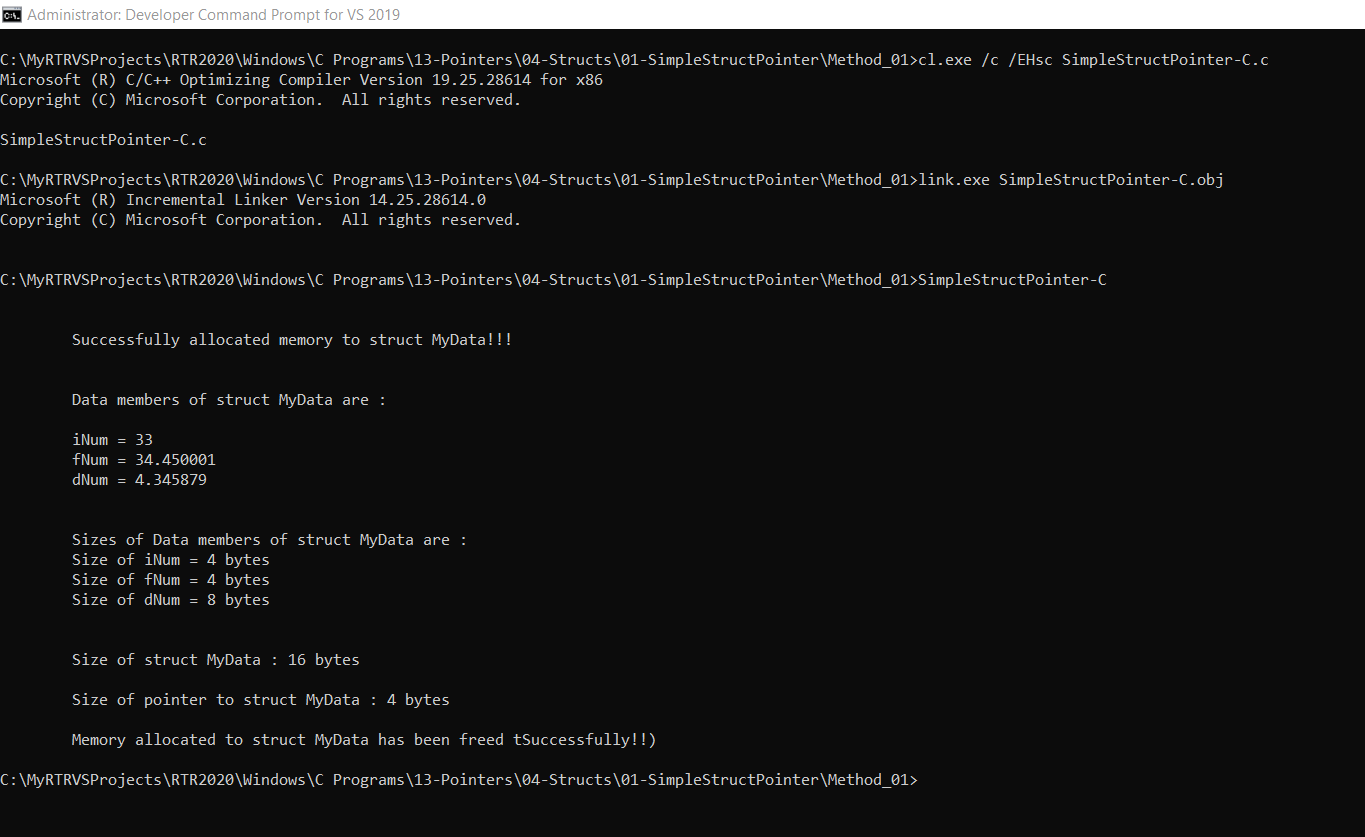 Administrator: Developer Command Prompt for VS 2019
C:\MyRTRVSProjects\RTR2020\Windows\C Programs\13-Pointers\04-Structs\01-SimpleStructPointer\Method_01>cl.exe /c /EHsc SimpleStructPointer-C.c
Microsoft (R) C/C++ Optimizing Compiler Version 19.25.28614 for x86
Copyright (C) Microsoft Corporation.  All rights reserved.
SimpleStructPointer-C.c
C:\MyRTRVSProjects\RTR2020\Windows\C Programs\13-Pointers\04-Structs\01-SimpleStructPointer\Method_01>link.exe SimpleStructPointer-C.obj
Microsoft (R) Incremental Linker Version 14.25.28614.0
Copyright (C) Microsoft Corporation.  All rights reserved.
C:\MyRTRVSProjects\RTR2020\Windows\C Programs\13-Pointers\04-Structs\01-SimpleStructPointer\Method_01>SimpleStructPointer-C
Successfully allocated memory to struct MyData!!!
Data members of struct MyData are :
iNum = 33
fNum = 34.450001
dNum = 4.345879
Sizes of Data members of struct MyData are :
Size of iNum = 4 bytes
Size of fNum = 4 bytes
Size of dNum = 8 bytes
Size of struct MyData : 16 bytes
Size of pointer to struct MyData : 4 bytes
Memory allocated to struct MyData has been freed tSuccessfully!!)
C:\MyRTRVSProjects\RTR2020\Windows\C Programs\13-Pointers\04-Structs\01-SimpleStructPointer\Method_01>